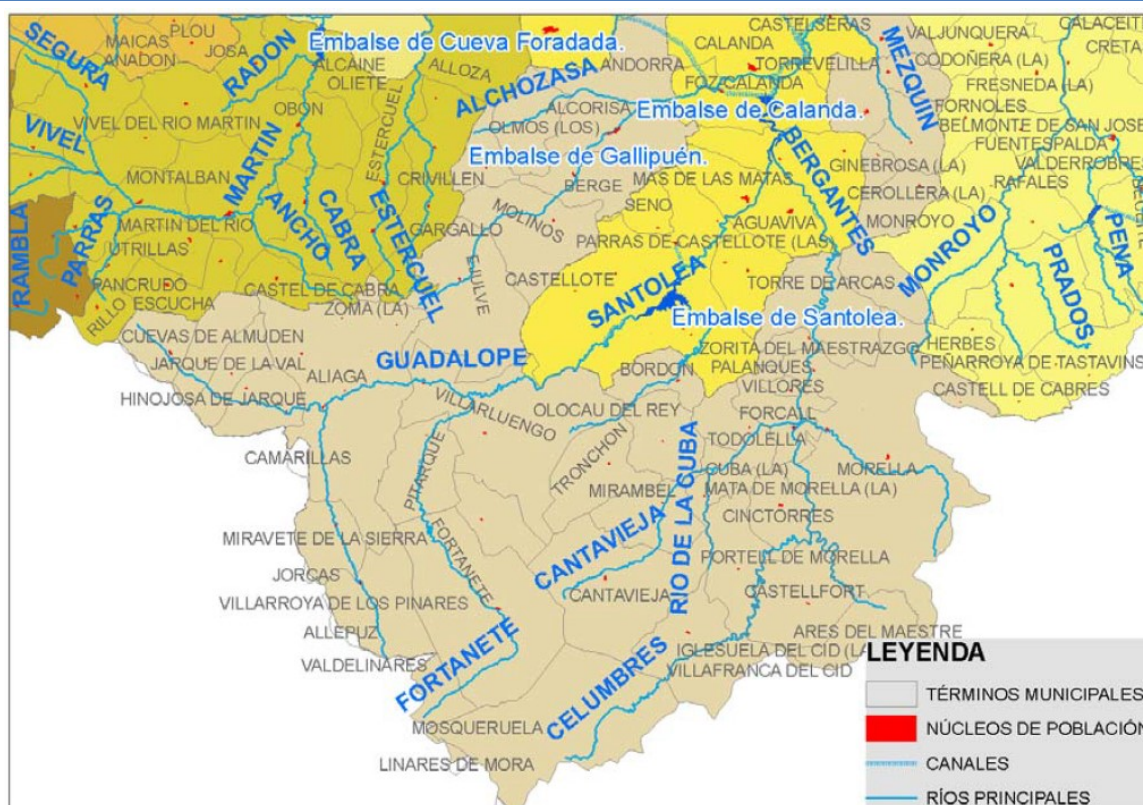 SEGURA
MAICAS
PLOU
JOSA
ANADON
RADON
Embalse de Cueva Foradada.
ALCAINE
OLIETE
ALLOZA
ALCHOZASA
ANDORRA
CASTELSERAS
CALANDA
TORREVELILLA
FOZ CALANDA
MEZQUIN
VALJUNQUERA
CALACEIT
CODOÑERA (LA)
CRETA
FRESNEDA (LA)
FORNOLES
VIVEL
VIVEL DEL RIO MARTIN
OBON
ESTERCUEL
ALCORISA
OLMOS (LOS)
Embalse de Calanda.
Embalse de Gallipuén.
BERGANTES
BELMONTE DE SAN JOSE
FUENTESPALDA
VALDERROBRE
RAFALES
MONTALBAN
MARTIN
CRIVILLEN
BERGE
MAS DE LAS MATAS
GINEBROSA (LA)
CEROLLERA (LA)
MONROYO
ANCHO
CABRA
ESTERCUEL
MOLINOS
SENO
AGUAVIVA
MARTIN DEL RIO
UTRILLAS
GARGALLO
PARRAS DE CASTELLOTE (LAS)
MONROYO
PENA
PRADOS
RAMBLA
PARRAS
PANCRUDO
ESCUCHA
RILLO
CASTEL DE CABRA
ZOMA (LA)
EJULVE
CASTELLOTE
SANTOLEA
TORRE DE ARCAS
Embalse de Santolea.
CUEVAS DE ALMUDEN
JARQUE DE LA VAL
ALIAGA
GUADALOPE
HINOJOSA DE JARQUE
VILLARLUENGO
BORDON
ZORITA DEL MAESTRAZGO
PALANQUES
VILLORES
HERBES
PEÑARROYA DE TASTAVINS
CASTELL DE CABRES
OLOCAU DEL REY
FORCALL
TODOLELLA
CAMARILLAS
PITARQUE
TRONCHON
MIRAMBEL
CUBA (LA)
MORELLA
MATA DE MORELLA (LA)
CINCTORRES
RIO DE LA CUBA
MIRAVETE DE LA SIERRA
FORTANETE
CANTAVIEJA
PORTELL DE MORELLA
JORCAS
CANTAVIEJA
CASTELLFORT
VILLARROYA DE LOS PINARES
ALLEPUZ
VALDELINARES
FORTANETE
CELUMBRES
ARES DEL MAESTRE
IGLESUELA DEL CID (LA
VILLAFRANCA DEL CID
MOSQUERUELA
LINARES DE MORA
LEYENDA
TÉRMINOS MUNICIPALES
NÚCLEOS DE POBLACIÓN
CANALES
RÍOS PRINCIPALES